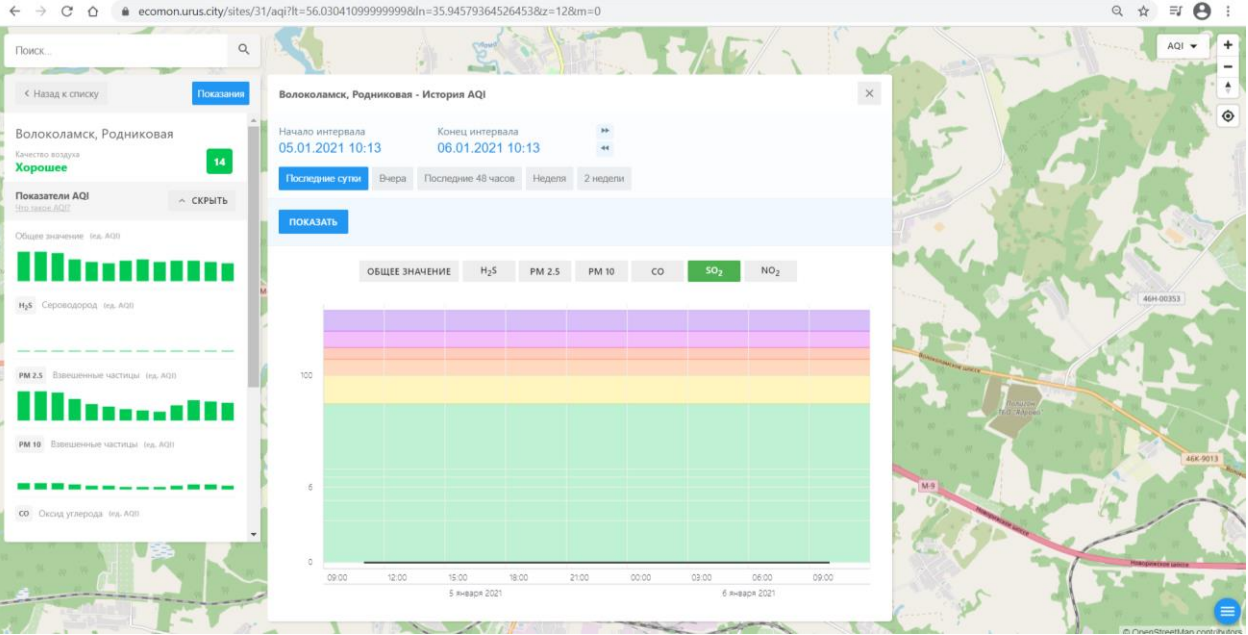 ecomon.urus.city/sites/31/aqi?lt=56.03041099999999&ln=35.94579364526453&z=12&m=0
Поиск...
AQI
Назад к списку
Показания
Волоколамск, Родниковая - История AQI
Волоколамск, Родниковая
Качество воздуха
Хорошее
14
Начало интервала
Конец интервала
05.01.2021 10:13
06.01.2021 10:13
Последние сутки
Вчера
Последние 48 часов
Неделя
2 недели
Показатели AQI
Что такое AQI?
СКРЫТЬ
ПОКАЗАТЬ
Общее значение (ед. AQI)
ОБЩЕЕ ЗНАЧЕНИЕ
H₂S
PM 2.5
PM 10
CO
SO₂
NO₂
H₂S Сероводород (ед. AQI)
PM 2.5 Взвешенные частицы (ед. AQI)
PM 10 Взвешенные частицы (ед. AQI)
CO Оксид углерода (ед. AQI)
100
6
0
09:00 12:00 15:00 18:00 21:00 00:00 03:00 06:00 09:00
5 января 2021
6 января 2021
46Н-00353
Волоколамское шоссе
Полигон
ТБО "Ядрово"
46К-9013
М-9
Новорижское шоссе
Новорижское шоссе
© OpenStreetMap contributors